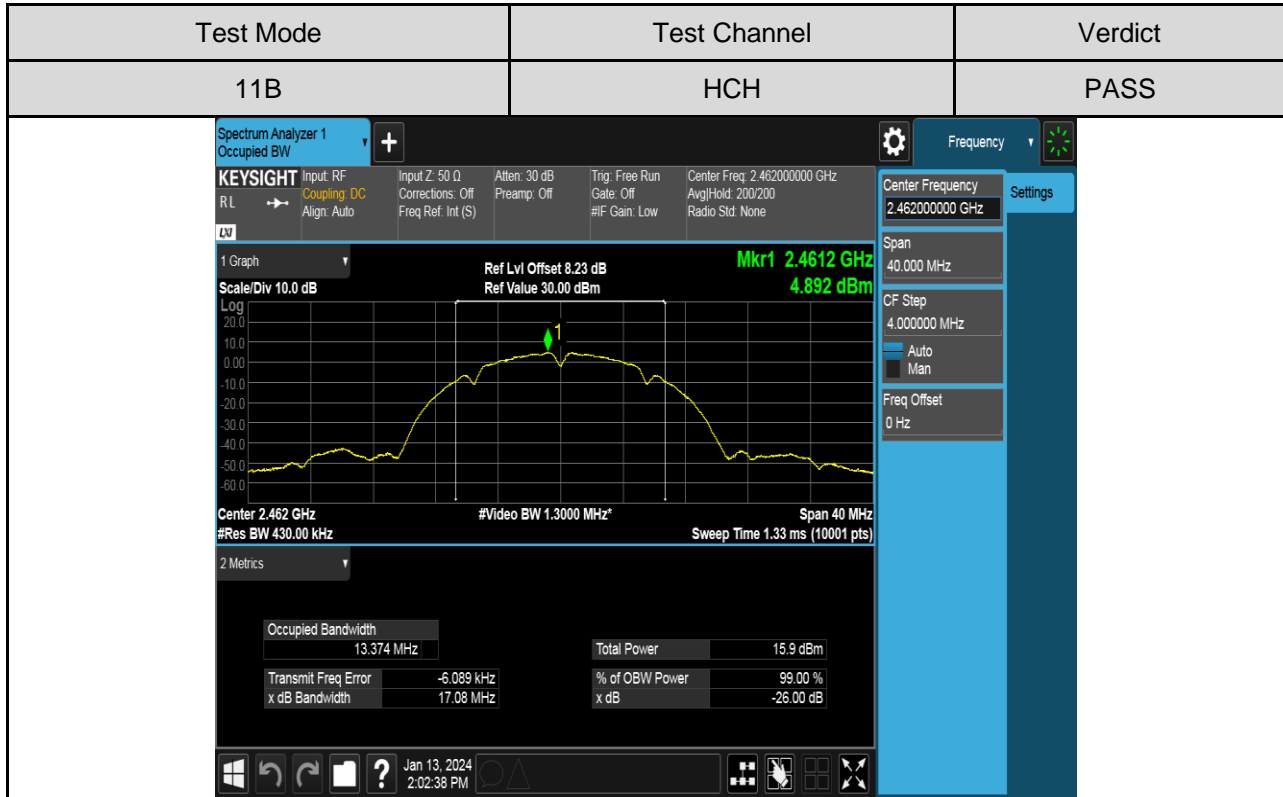 Test Mode Test Channel Verdict
11B HCH PASS
Spectrum Analyzer 1
Occupied BW
+
Frequency
KEYSIGHT
RL
LXI
Input: RF
Coupling: DC
Align: Auto
Input Z: 50 Ω
Corrections: Off
Freq Ref: Int (S)
Atten: 30 dB
Preamp: Off
Trig: Free Run
Gate: Off
#IF Gain: Low
Center Freq: 2.462000000 GHz
Avg|Hold: 200/200
Radio Std: None
Center Frequency
2.462000000 GHz
Settings
Span
40.000 MHz
CF Step
4.000000 MHz
Auto
Man
Freq Offset
0 Hz
1 Graph
Scale/Div 10.0 dB
Ref Lvl Offset 8.23 dB
Ref Value 30.00 dBm
Mkr1 2.4612 GHz
4.892 dBm
Log
20.0
10.0
0.00
-10.0
-20.0
-30.0
-40.0
-50.0
-60.0
1
Center 2.462 GHz
#Res BW 430.00 kHz
#Video BW 1.3000 MHz*
Span 40 MHz
Sweep Time 1.33 ms (10001 pts)
2 Metrics
Occupied Bandwidth
13.374 MHz
Total Power 15.9 dBm
Transmit Freq Error -6.089 kHz
% of OBW Power 99.00 %
x dB Bandwidth 17.08 MHz
x dB -26.00 dB
?
Jan 13, 2024
2:02:38 PM